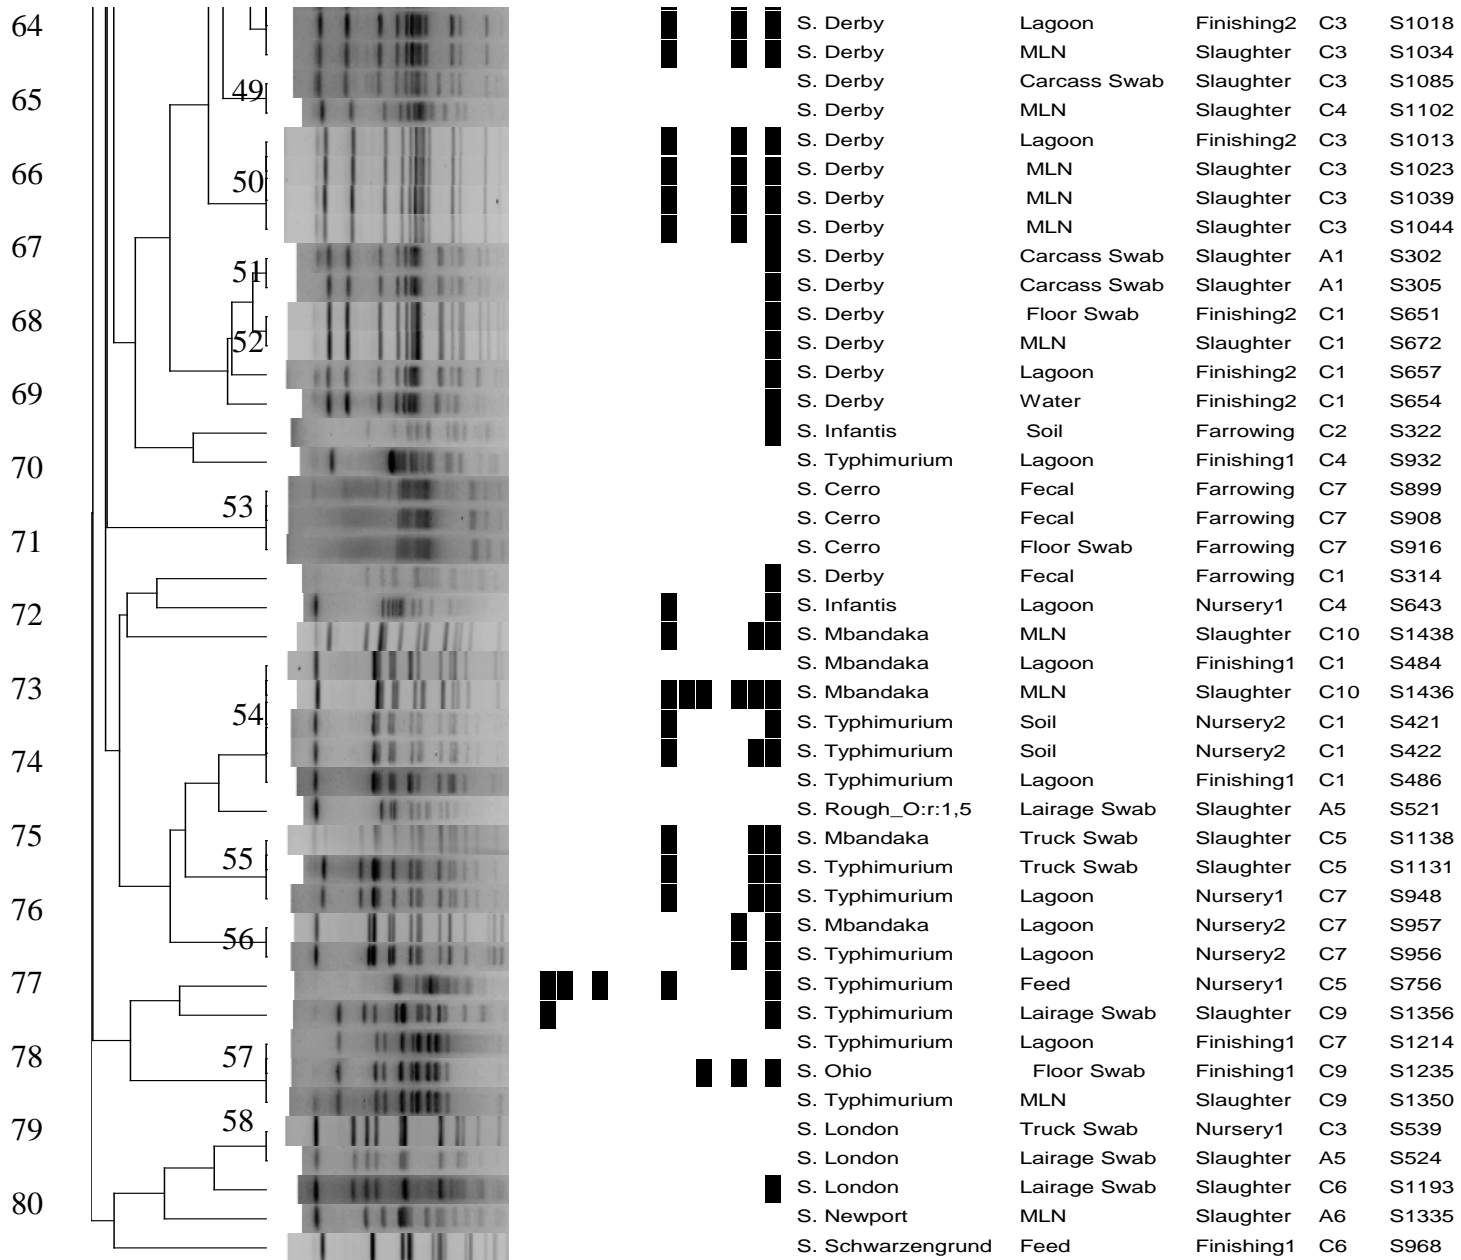 64 S. Derby Lagoon Finishing2 C3 S1018
S. Derby MLN Slaughter C3 S1034
49 S. Derby Carcass Swab Slaughter C3 S1085
65 S. Derby MLN Slaughter C4 S1102
S. Derby Lagoon Finishing2 C3 S1013
66 S. Derby MLN Slaughter C3 S1023
50 S. Derby MLN Slaughter C3 S1039
S. Derby MLN Slaughter C3 S1044
67 S. Derby Carcass Swab Slaughter A1 S302
51 S. Derby Carcass Swab Slaughter A1 S305
68 S. Derby Floor Swab Finishing2 C1 S651
52 S. Derby MLN Slaughter C1 S672
S. Derby Lagoon Finishing2 C1 S657
69 S. Derby Water Finishing2 C1 S654
S. Infantis Soil Farrowing C2 S322
70 S. Typhimurium Lagoon Finishing1 C4 S932
S. Cerro Fecal Farrowing C7 S899
53 S. Cerro Fecal Farrowing C7 S908
71 S. Cerro Floor Swab Farrowing C7 S916
S. Derby Fecal Farrowing C1 S314
72 S. Infantis Lagoon Nursery1 C4 S643
S. Mbandaka MLN Slaughter C10 S1438
S. Mbandaka Lagoon Finishing1 C1 S484
73 S. Mbandaka MLN Slaughter C10 S1436
54 S. Typhimurium Soil Nursery2 C1 S421
74 S. Typhimurium Soil Nursery2 C1 S422
S. Typhimurium Lagoon Finishing1 C1 S486
S. Rough_O:r:1,5 Lairage Swab Slaughter A5 S521
75 S. Mbandaka Truck Swab Slaughter C5 S1138
55 S. Typhimurium Truck Swab Slaughter C5 S1131
76 S. Typhimurium Lagoon Nursery1 C7 S948
S. Mbandaka Lagoon Nursery2 C7 S957
56 S. Typhimurium Lagoon Nursery2 C7 S956
77 S. Typhimurium Feed Nursery1 C5 S756
S. Typhimurium Lairage Swab Slaughter C9 S1356
S. Typhimurium Lagoon Finishing1 C7 S1214
78 57 S. Ohio Floor Swab Finishing1 C9 S1235
S. Typhimurium MLN Slaughter C9 S1350
79 58 S. London Truck Swab Nursery1 C3 S539
S. London Lairage Swab Slaughter A5 S524
S. London Lairage Swab Slaughter C6 S1193
80 S. Newport MLN Slaughter A6 S1335
S. Schwarzengrund Feed Finishing1 C6 S968